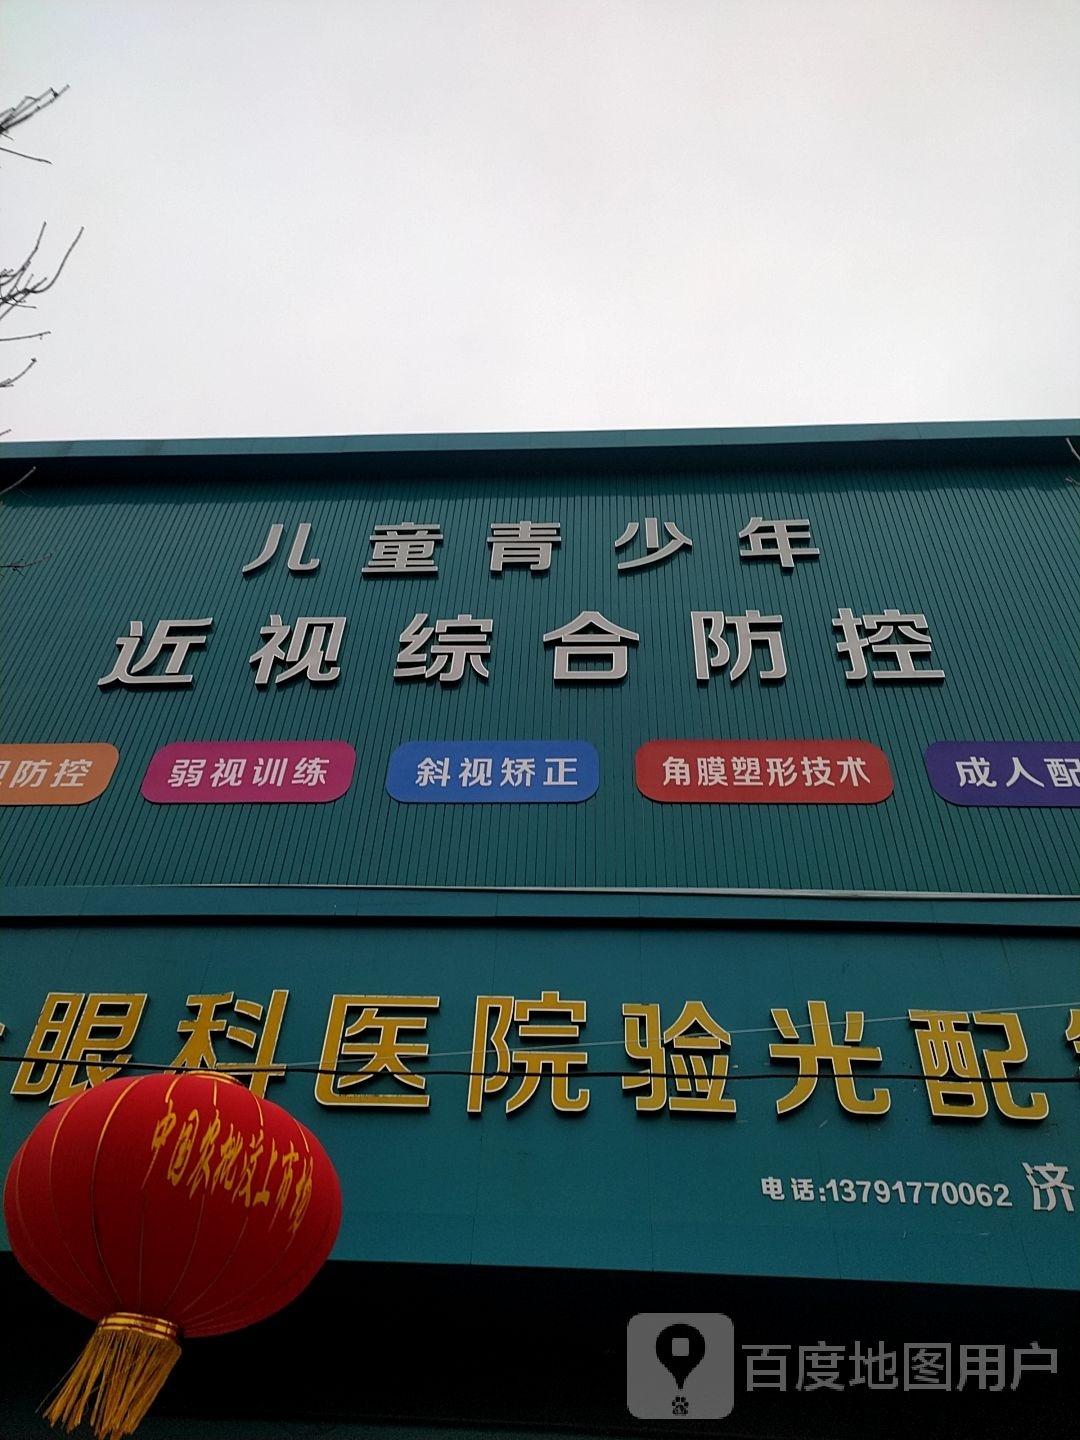 儿童青少年
近视综合防控
防控
弱视训练
斜视矫正
角膜塑形技术
成人配
眼科医院验光配
电话:13791770062 济
中国农批汶上市场
百度地图用户